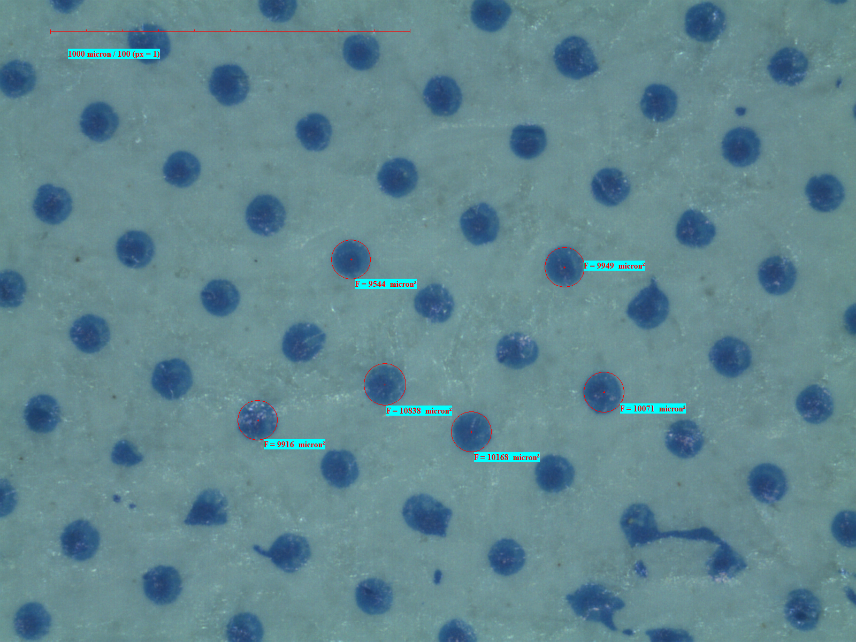 1000 micron / 100 (px = 1)
F = 9544 micron²
F = 9949 micron²
F = 10838 micron²
F = 10071 micron²
F = 9916 micron²
F = 10168 micron²